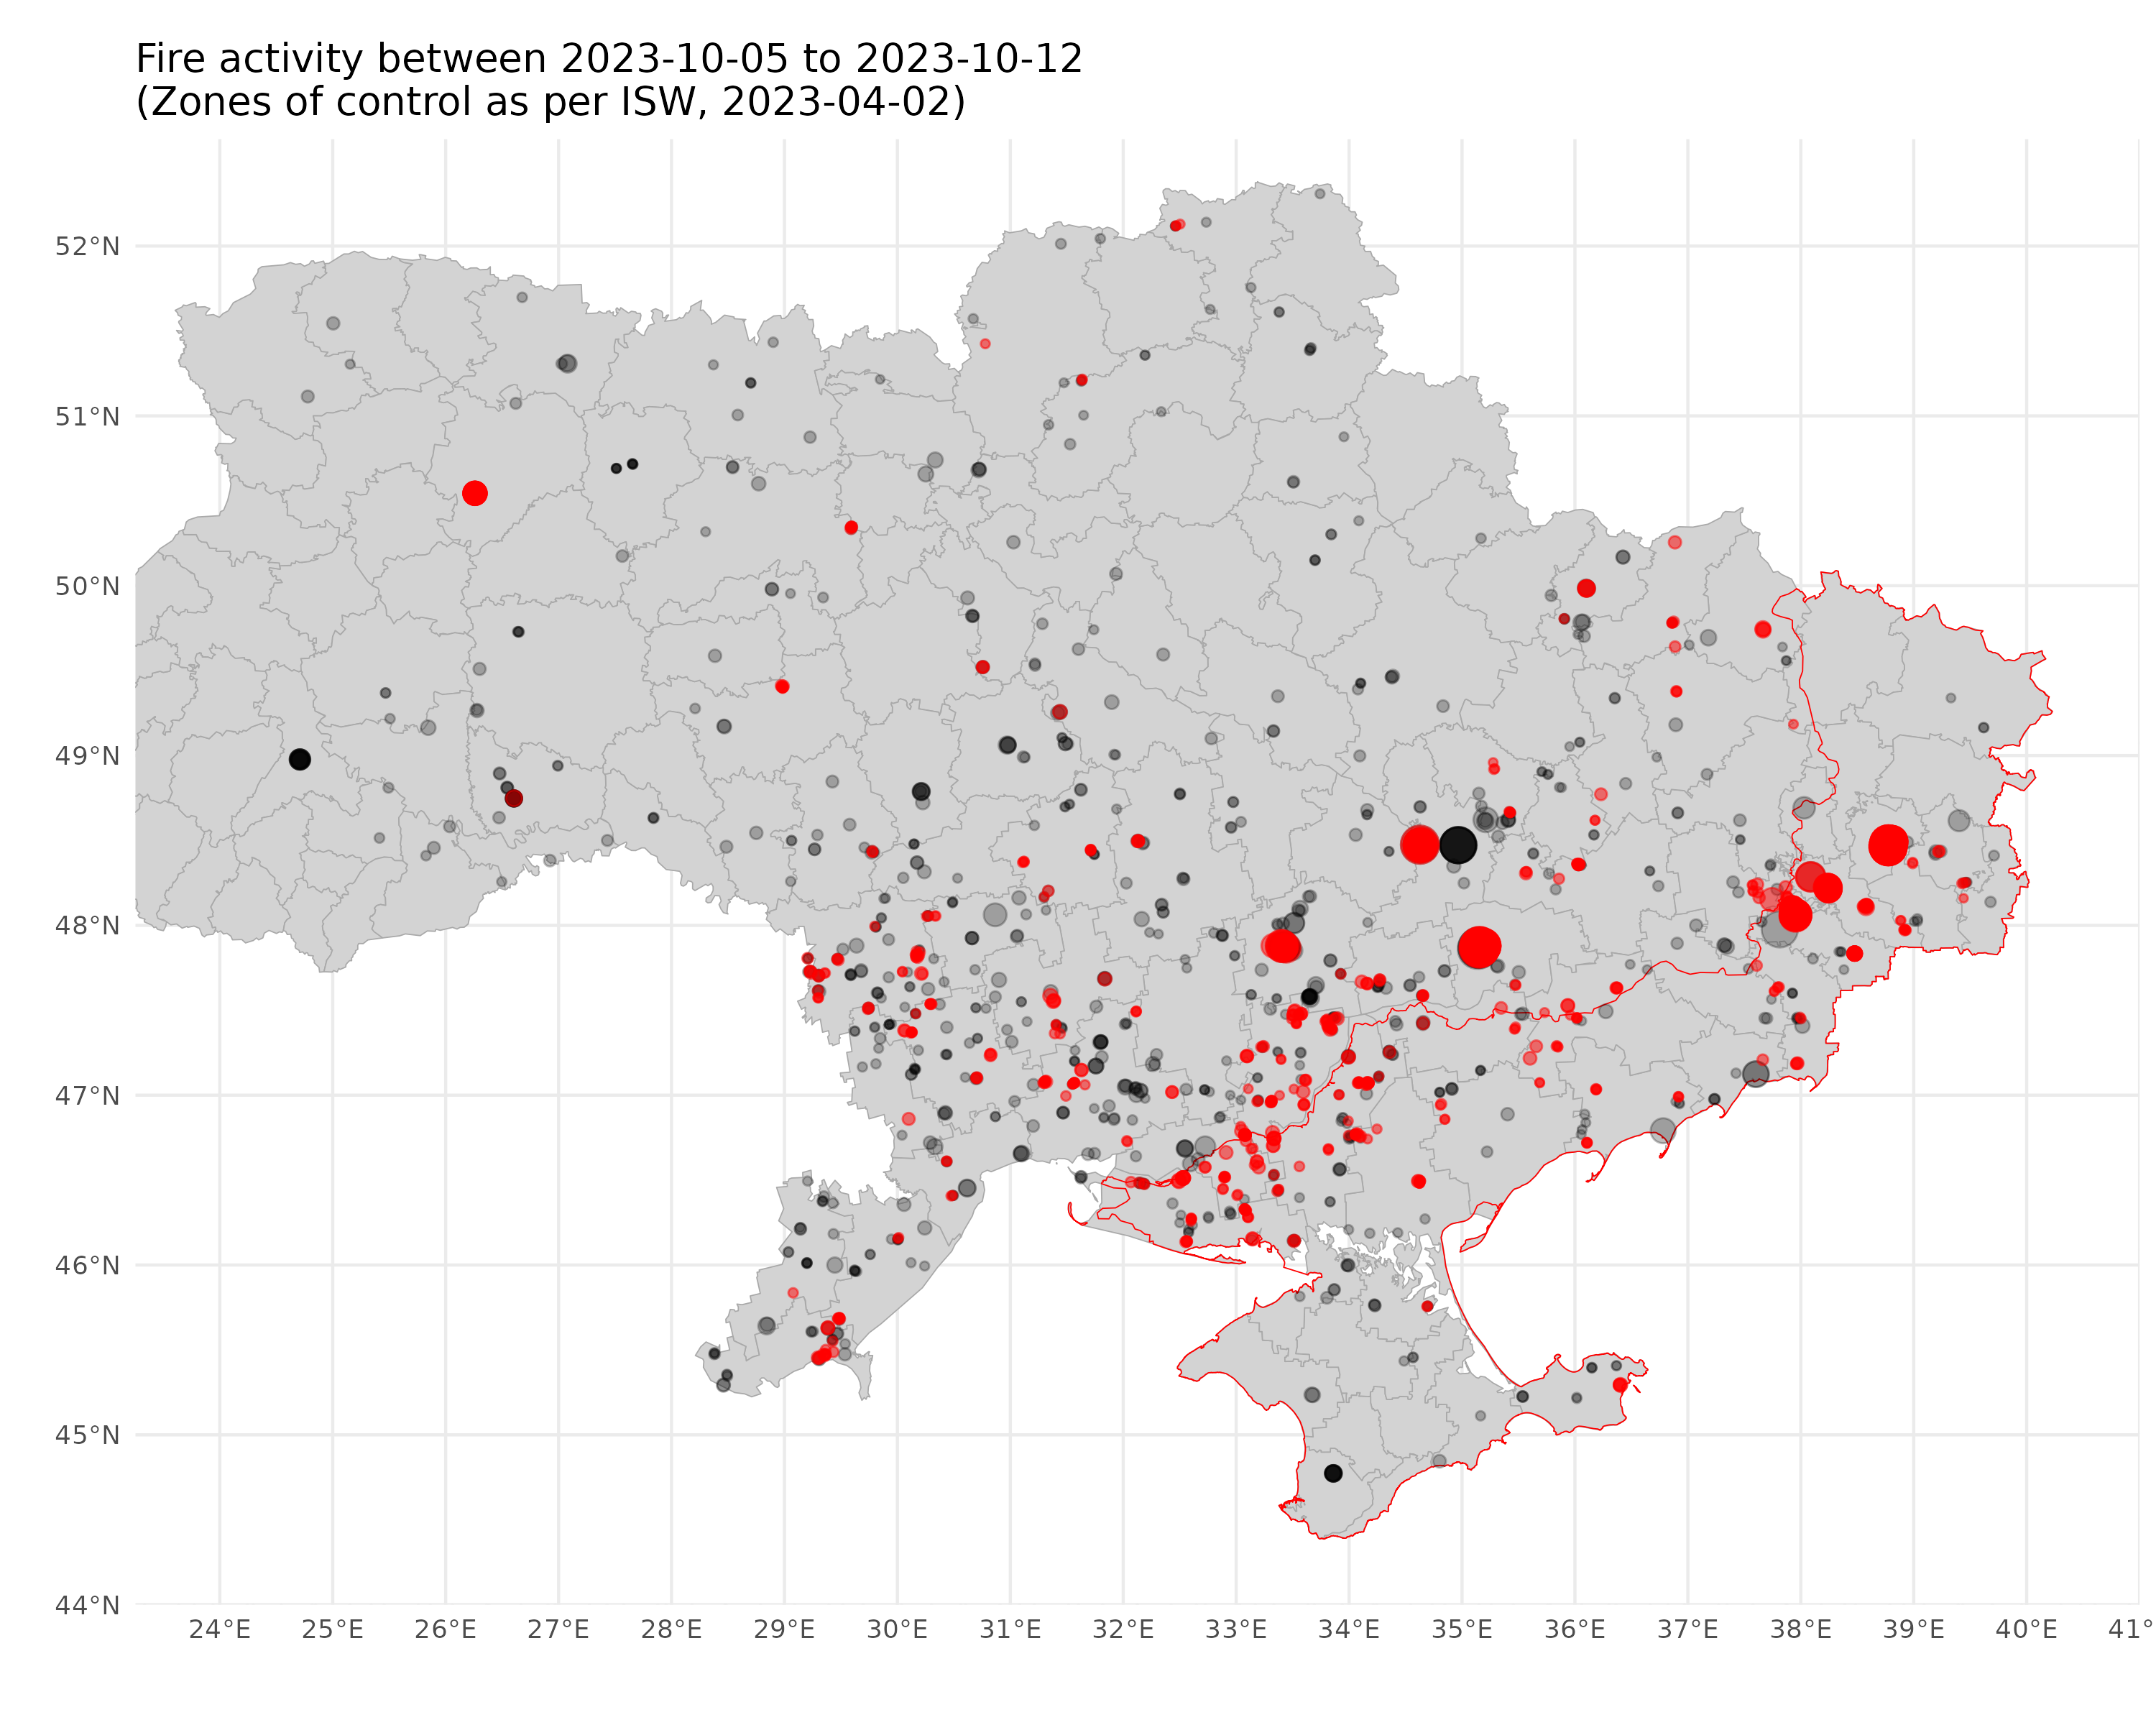 Fire activity between 2023-10-05 to 2023-10-12
(Zones of control as per ISW, 2023-04-02)
52°N
51°N
50°N
49°N
48°N
47°N
46°N
45°N
44°N
24°E 25°E 26°E 27°E 28°E 29°E 30°E 31°E 32°E 33°E 34°E 35°E 36°E 37°E 38°E 39°E 40°E 41°